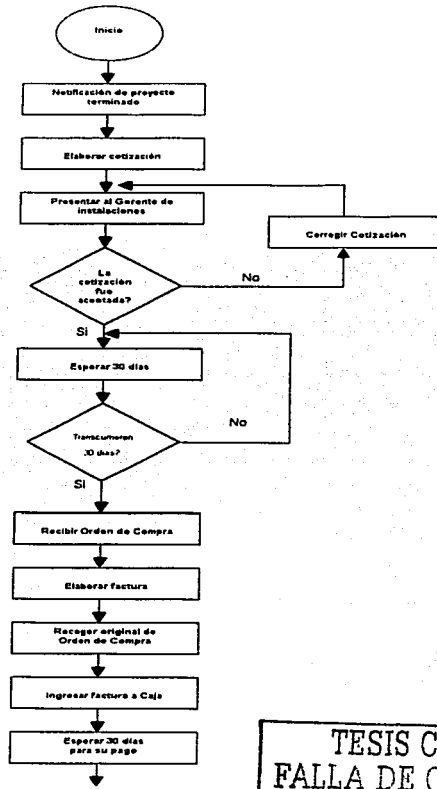 Inicio
Notificación de proyecto
terminado
Elaborar cotización
Presentar al Gerente de
instalaciones
Corregir Cotización
La
cotización
fue
aceptada?
No
Si
Esperar 30 días
Transcurrieron
30 días?
No
Si
Recibir Orden de Compra
Elaborar factura
Recoger original de
Orden de Compra
Ingresar factura a Caja
Esperar 30 días
para su pago
TESIS C
FALLA DE O